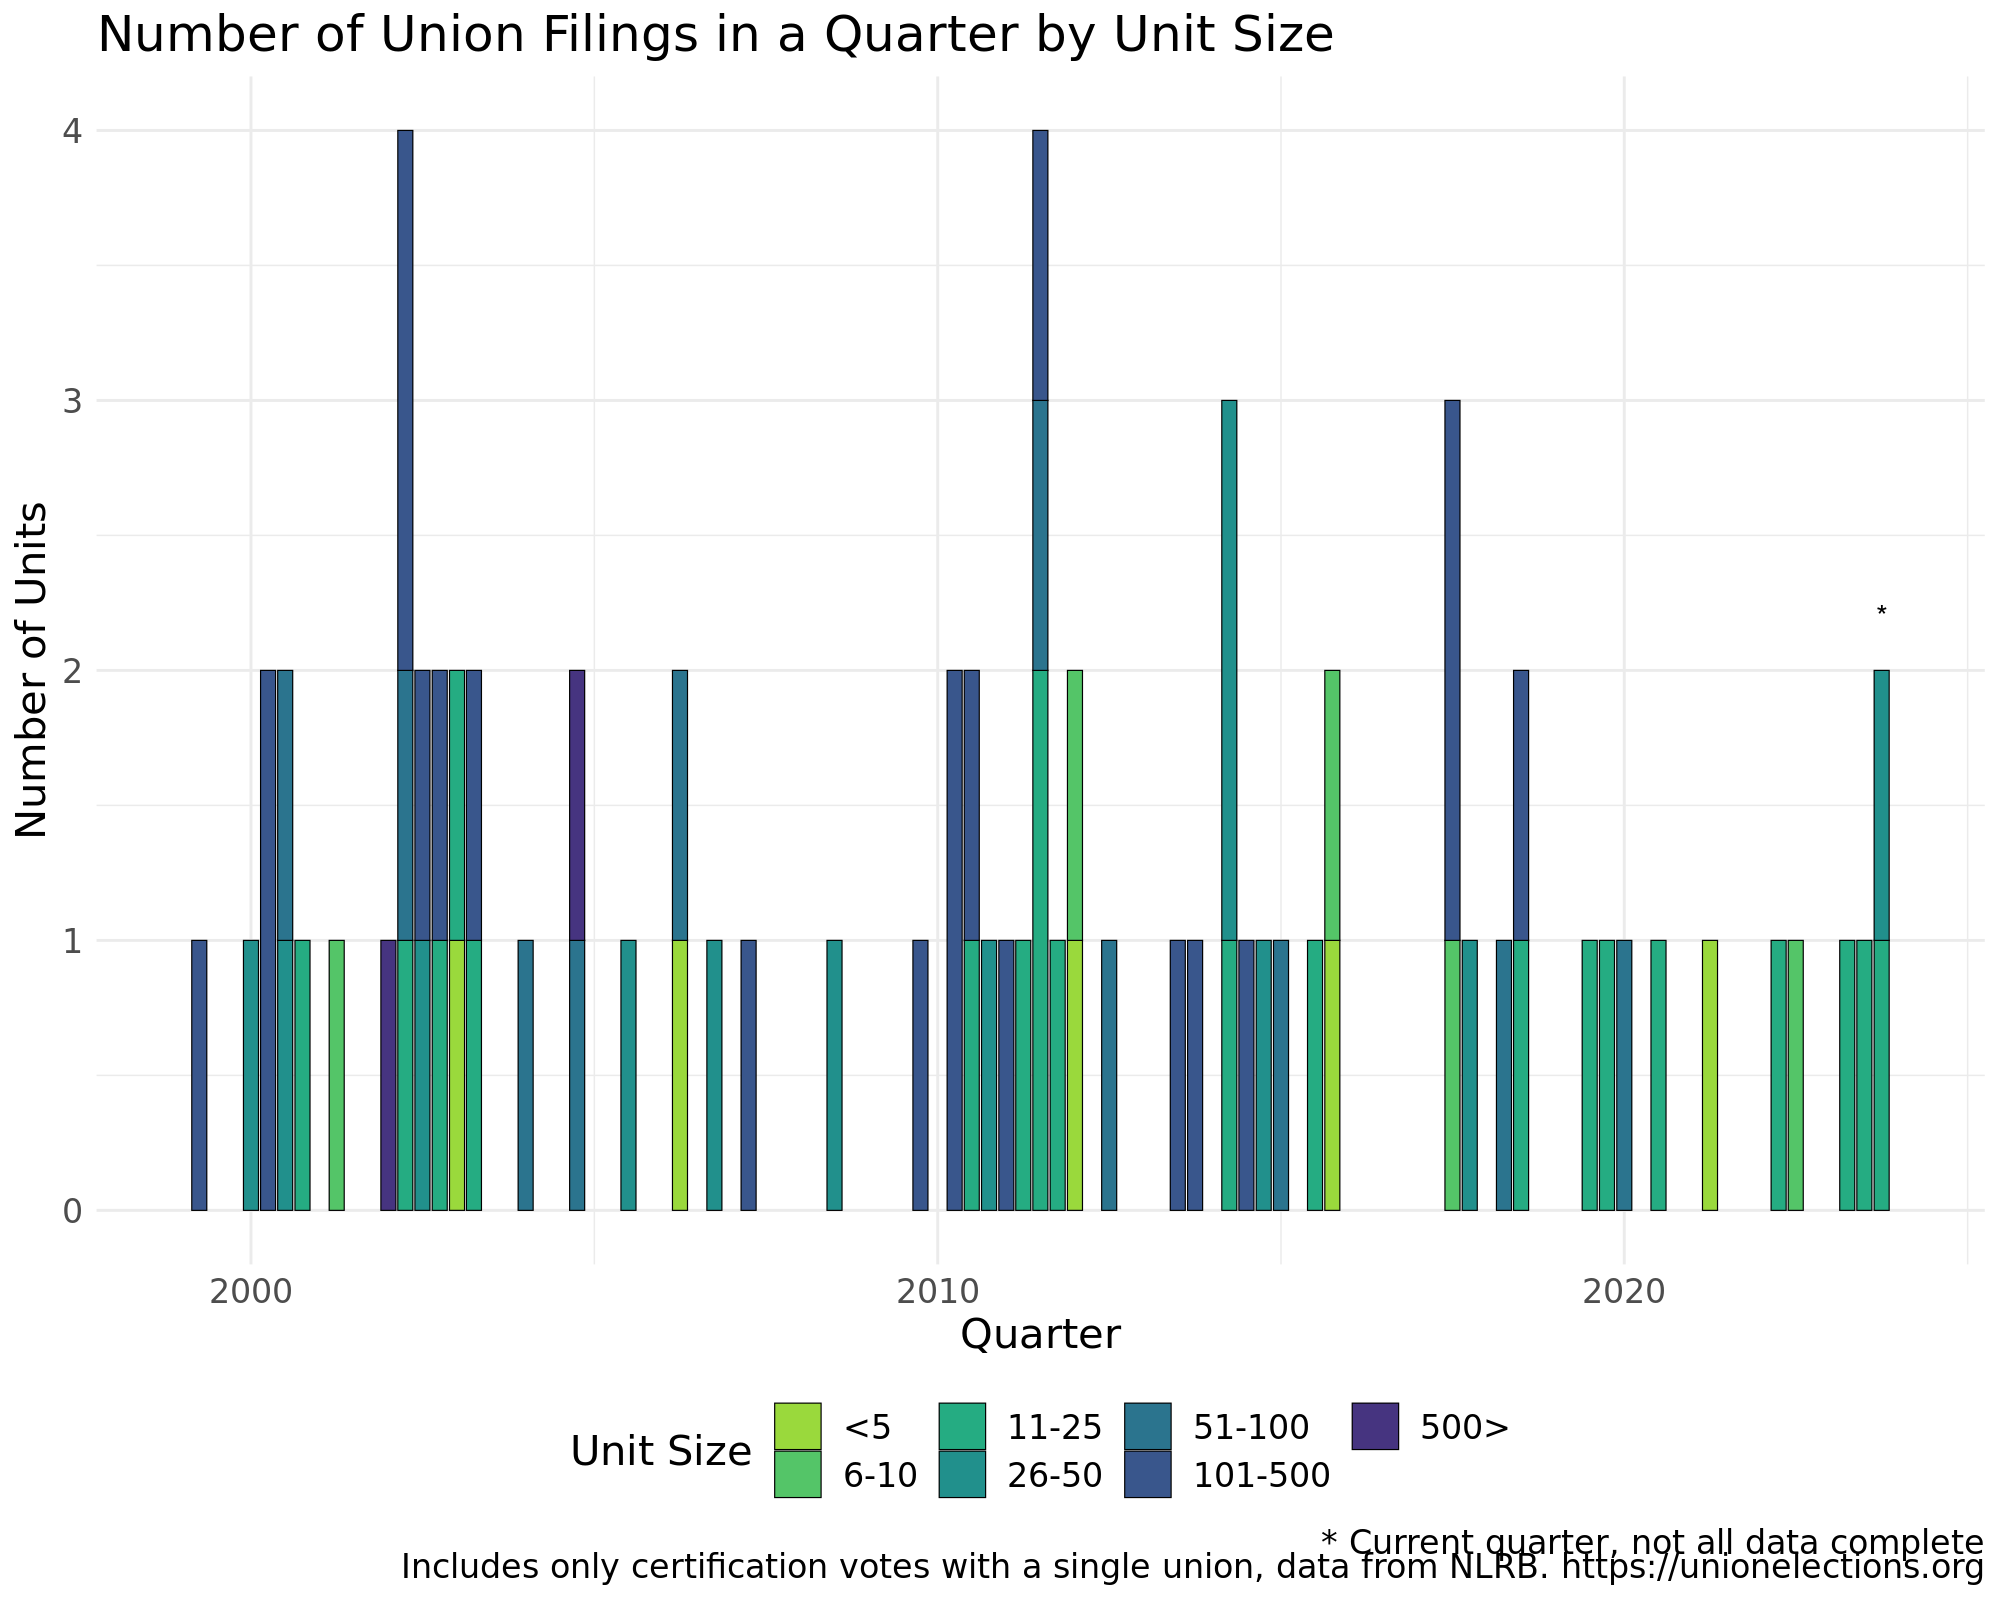 Number of Union Filings in a Quarter by Unit Size
Number of Units
4
3
2
1
0
*
2000 2010 2020
Quarter
Unit Size
<5 11-25 51-100 500>
6-10 26-50 101-500
* Current quarter, not all data complete
Includes only certification votes with a single union, data from NLRB. https://unionelections.org